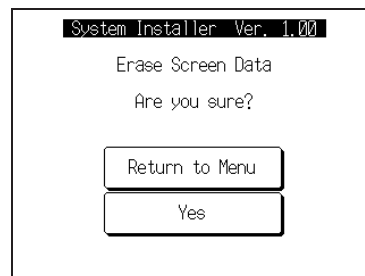 System Installer Ver. 1.00
Erase Screen Data
Are you sure?
Return to Menu
Yes